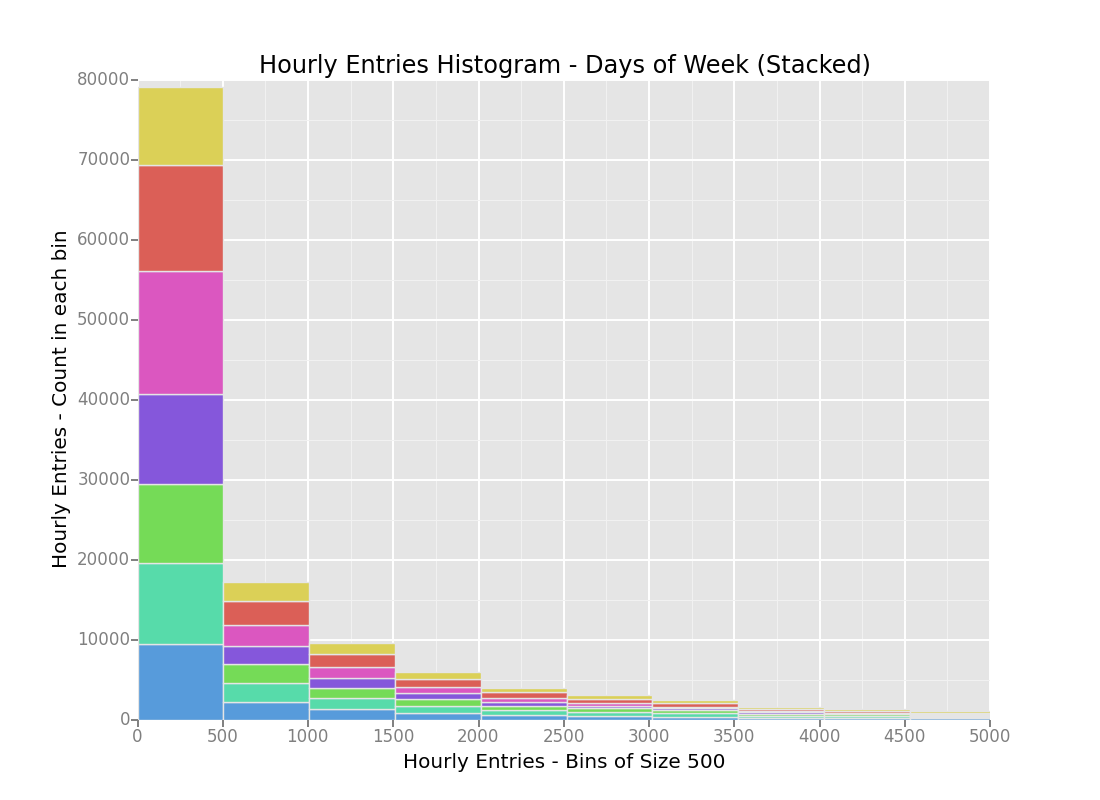 Hourly Entries Histogram - Days of Week (Stacked)
80000
70000
60000
50000
40000
30000
20000
10000
0
Hourly Entries - Count in each bin
0 500 1000 1500 2000 2500 3000 3500 4000 4500 5000
Hourly Entries - Bins of Size 500